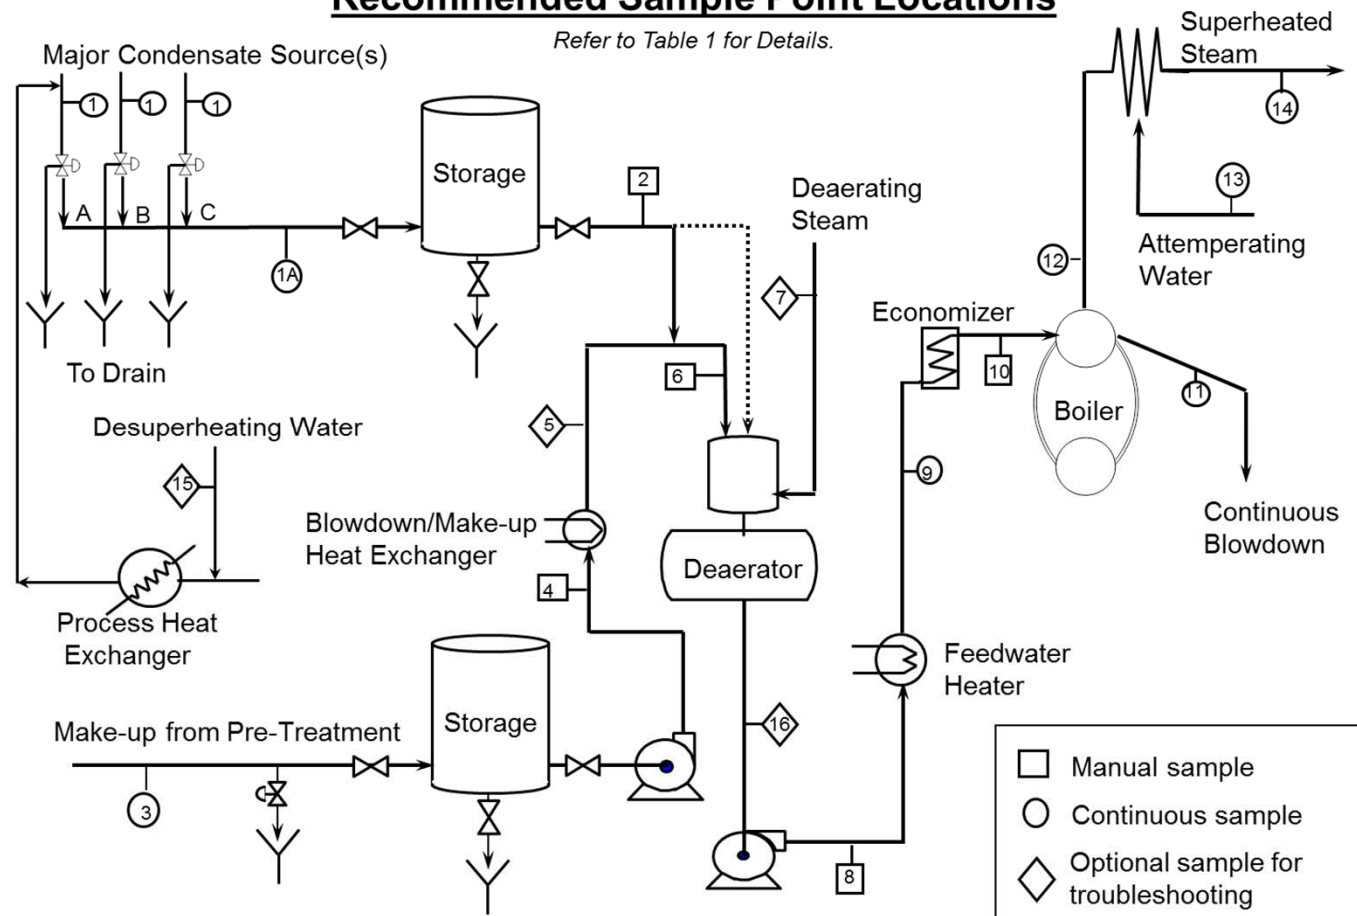 Recommended Sample Point Locations
Refer to Table 1 for Details.
Major Condensate Source(s)
1
1
1
A
B
C
1A
To Drain
Storage
2
Deaerating
Steam
7
Superheated
Steam
14
13
Attemperating
Water
12
Economizer
10
Boiler
11
Continuous
Blowdown
9
6
5
Desuperheating Water
15
Process Heat
Exchanger
Blowdown/Make-up
Heat Exchanger
4
Deaerator
Feedwater
Heater
Make-up from Pre-Treatment
3
Storage
16
8
Manual sample
Continuous sample
Optional sample for
troubleshooting